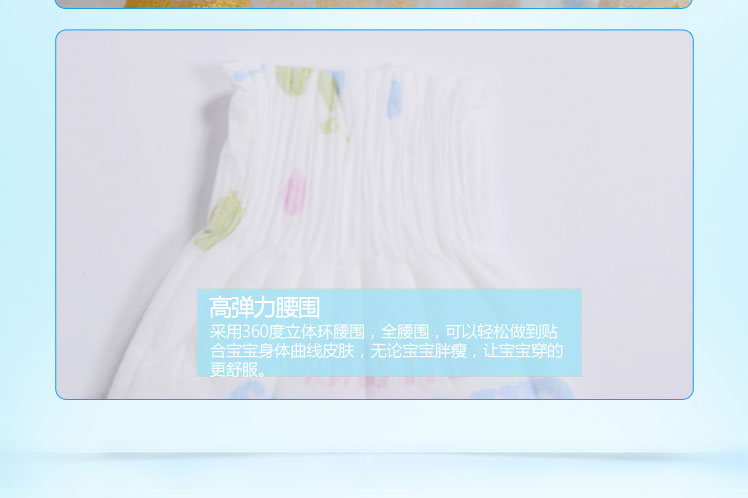 高弹力腰围
采用360度立体环腰围，全腰围，可以轻松做到贴
合宝宝身体曲线皮肤，无论宝宝胖瘦，让宝宝穿的
更舒服。